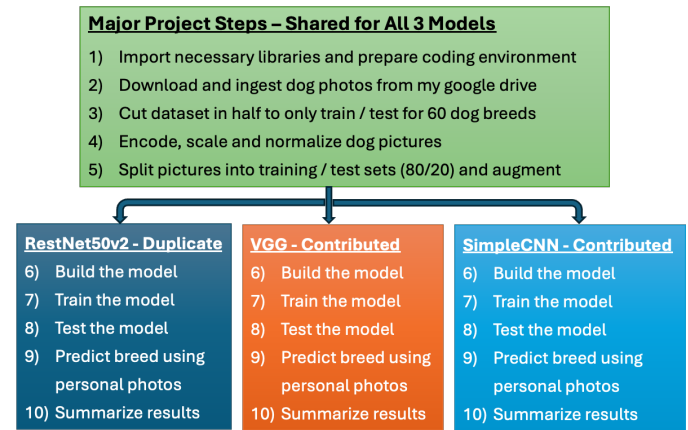 Major Project Steps – Shared for All 3 Models
1) Import necessary libraries and prepare coding environment
2) Download and ingest dog photos from my google drive
3) Cut dataset in half to only train / test for 60 dog breeds
4) Encode, scale and normalize dog pictures
5) Split pictures into training / test sets (80/20) and augment
RestNet50v2 - Duplicate
6) Build the model
7) Train the model
8) Test the model
9) Predict breed using
personal photos
10) Summarize results
VGG - Contributed
6) Build the model
7) Train the model
8) Test the model
9) Predict breed using
personal photos
10) Summarize results
SimpleCNN - Contributed
6) Build the model
7) Train the model
8) Test the model
9) Predict breed using
personal photos
10) Summarize results